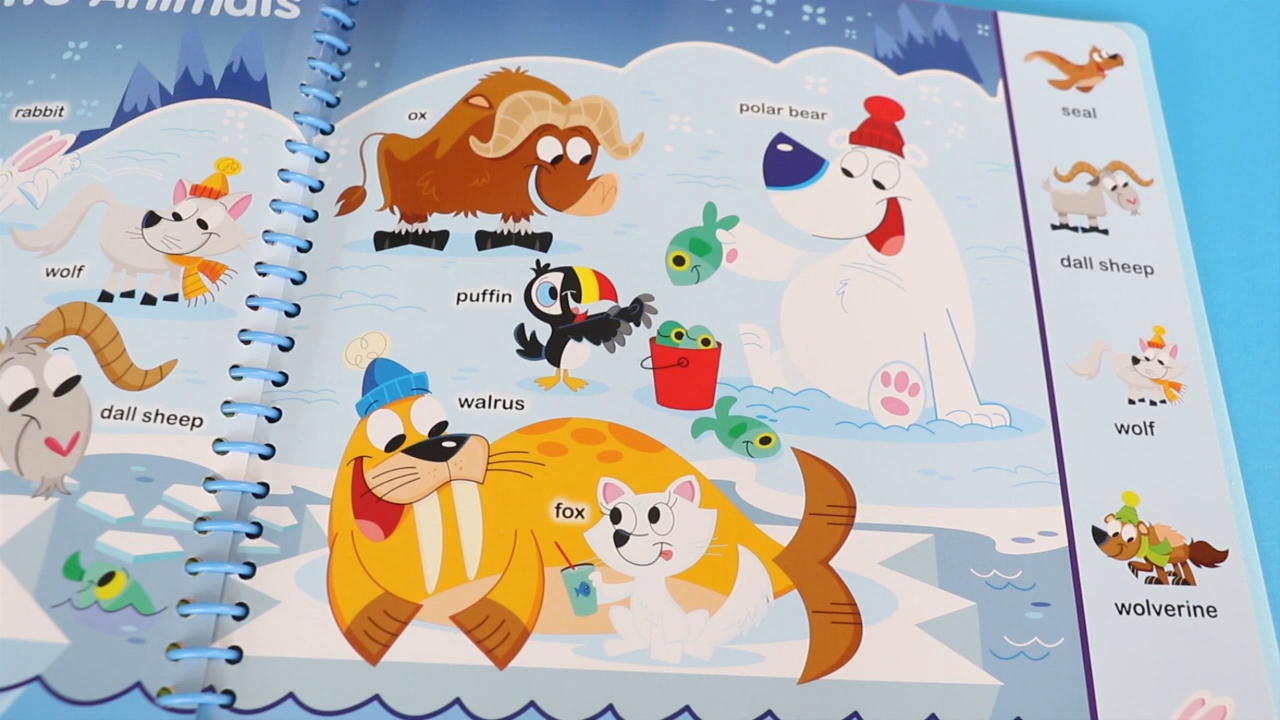 Animals
rabbit
wolf
dall sheep
ox
polar bear
puffin
walrus
fox
seal
dall sheep
wolf
wolverine